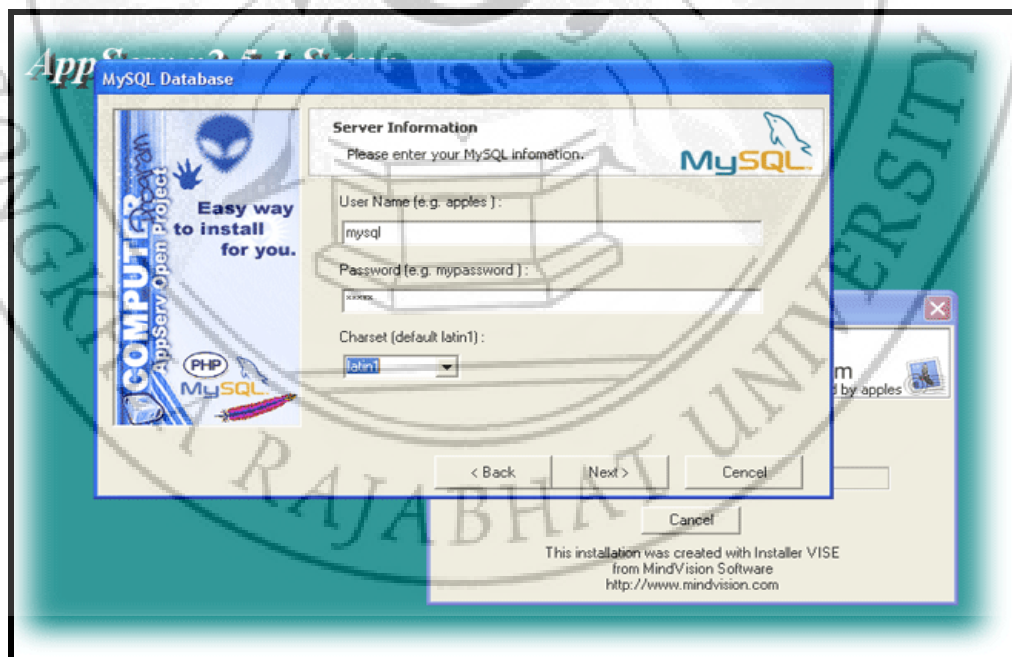 MySQL Database
Server Information
Please enter your MySQL infomation.
MySQL
User Name (e.g. apples ) :
mysql
Password (e.g. mypassword ) :
xxxxx
Charset (default latin1) :
latin1
< Back
Next >
Cencel
COMPUTER
Program
AppServ Open Project
Easy way
to install
for you.
PHP
MySQL
m
d by apples
Cancel
This installation was created with Installer VISE
from MindVision Software
http://www.mindvision.com
RAJABHAT UNIVERSITY